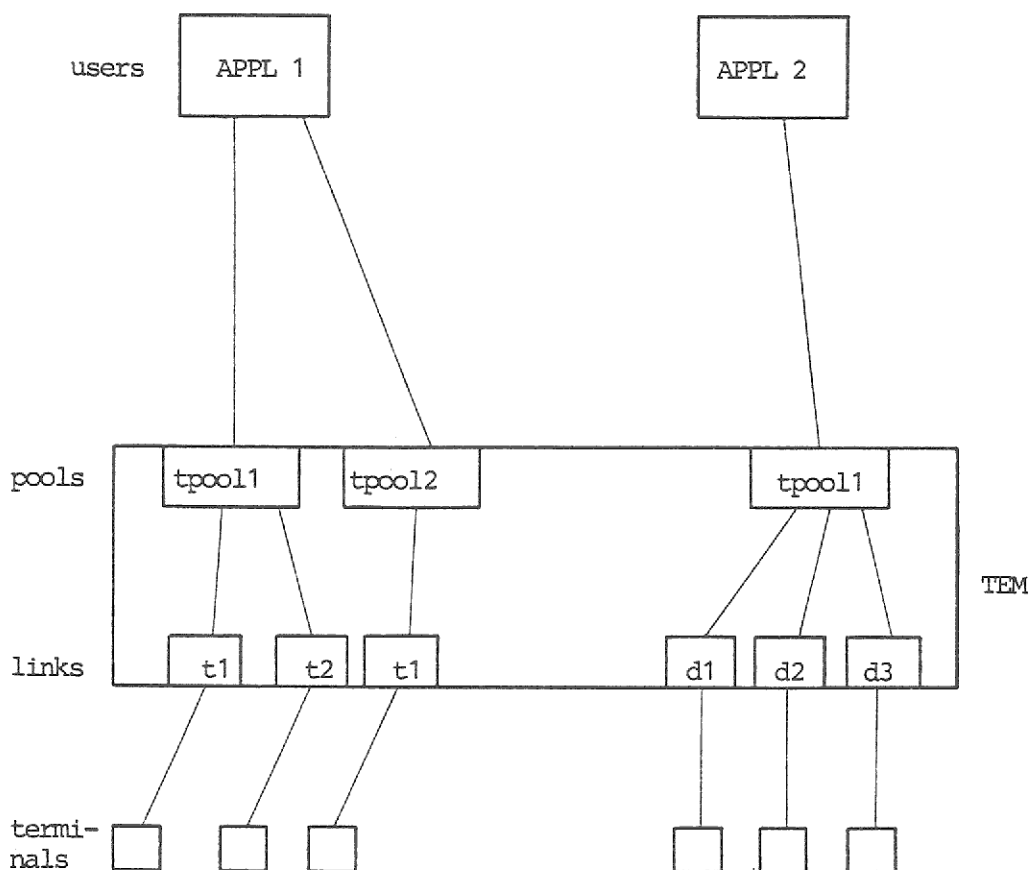 users APPL 1 APPL 2
pools tpool1 tpool2 tpool1
TEM
links t1 t2 t1 d1 d2 d3
termi-
nals